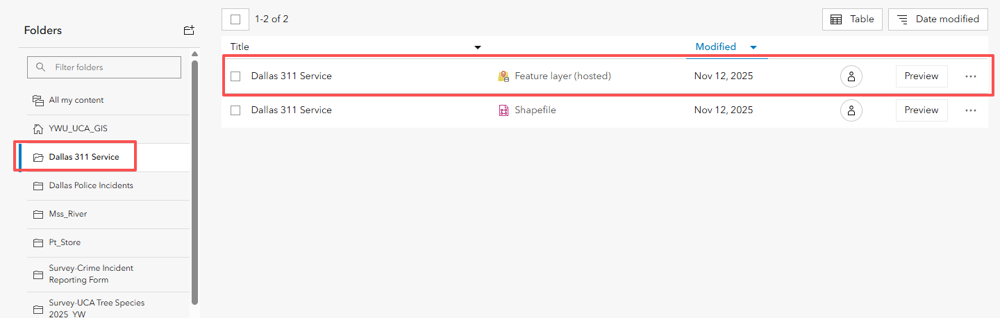 Folders
Filter folders
All my content
YWU_UCA_GIS
Dallas 311 Service
Dallas Police Incidents
Mss_River
Pt_Store
Survey-Crime Incident
Reporting Form
Survey-UCA Tree Species
2025_YW
1-2 of 2
Table
Date modified
Title
Modified
Dallas 311 Service
Feature layer (hosted)
Nov 12, 2025
Preview
Dallas 311 Service
Shapefile
Nov 12, 2025
Preview